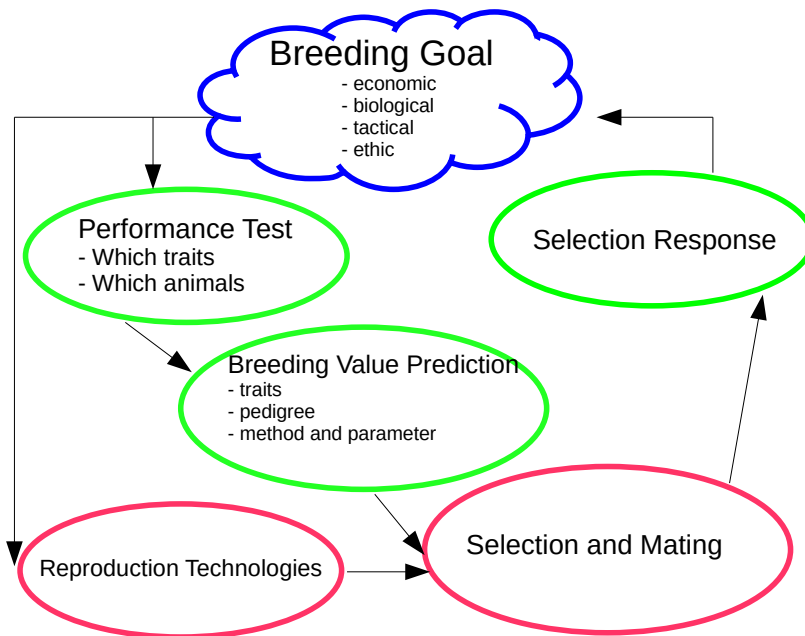 Breeding Goal
- economic
- biological
- tactical
- ethic
Performance Test
- Which traits
- Which animals
Selection Response
Breeding Value Prediction
- traits
- pedigree
- method and parameter
Selection and Mating
Reproduction Technologies